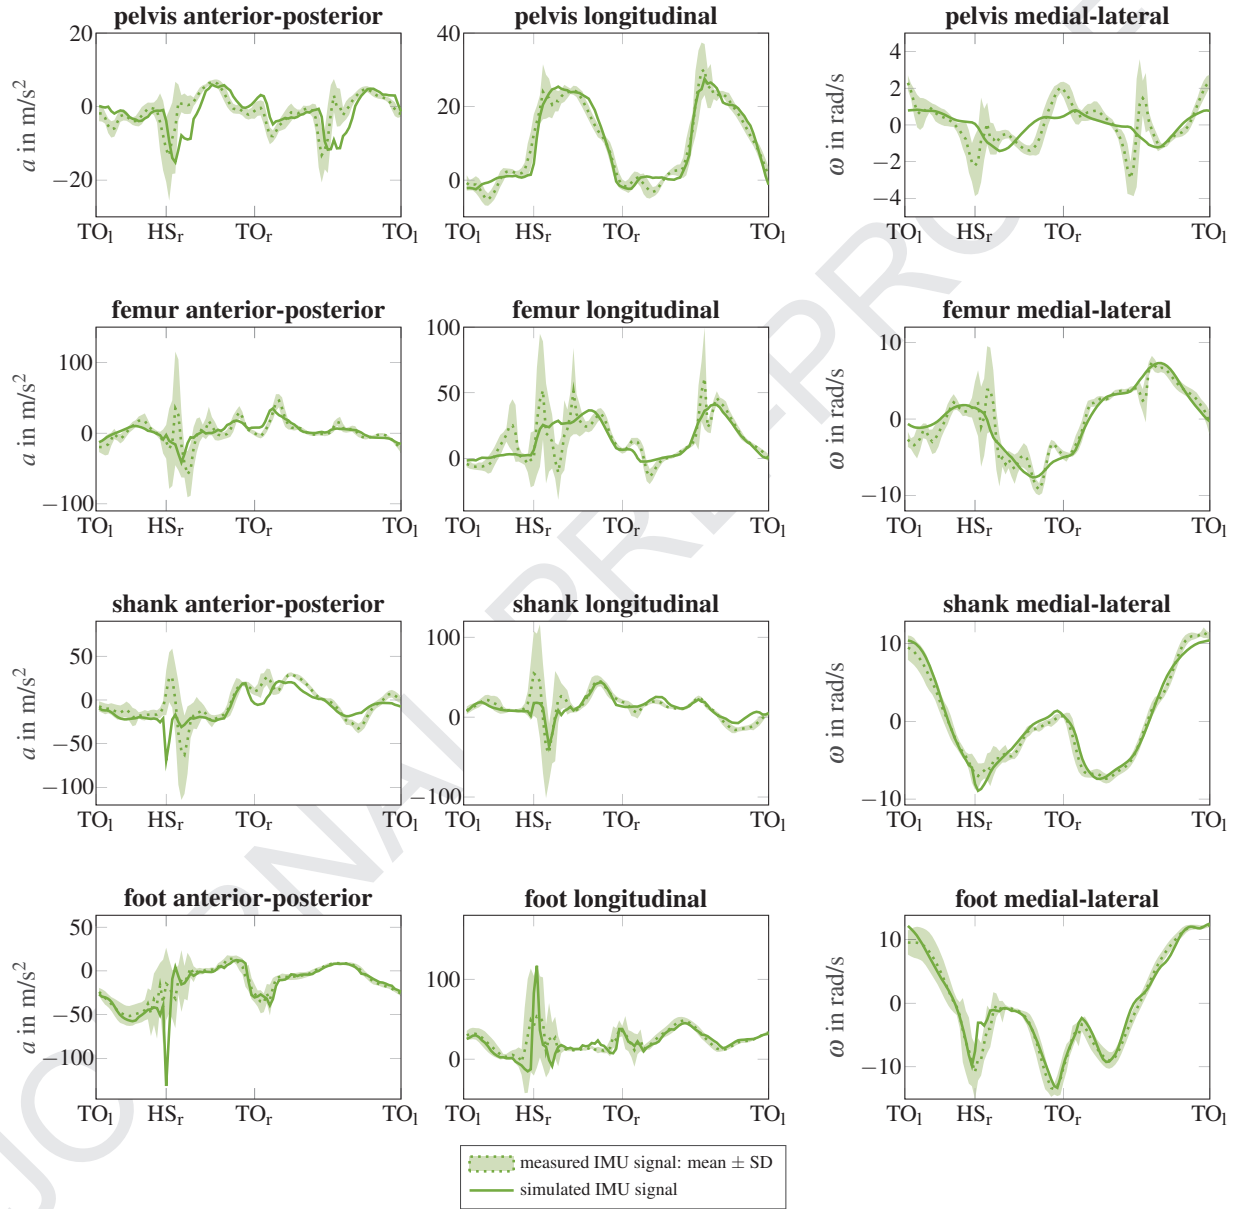 pelvis anterior-posterior pelvis longitudinal pelvis medial-lateral
a in m/s²
20
0
−20
TOl HSr TOr TOl
40
20
0
TOl HSr TOr TOl
ω in rad/s
4
2
0
−2
−4
TOl HSr TOr TOl
femur anterior-posterior femur longitudinal femur medial-lateral
a in m/s²
100
0
−100
TOl HSr TOr TOl
100
50
0
TOl HSr TOr TOl
ω in rad/s
10
0
−10
TOl HSr TOr TOl
shank anterior-posterior shank longitudinal shank medial-lateral
a in m/s²
50
0
−50
−100
TOl HSr TOr TOl
100
0
−100
TOl HSr TOr TOl
ω in rad/s
10
0
−10
TOl HSr TOr TOl
foot anterior-posterior foot longitudinal foot medial-lateral
a in m/s²
50
0
−50
−100
TOl HSr TOr TOl
100
0
TOl HSr TOr TOl
ω in rad/s
10
0
−10
TOl HSr TOr TOl
measured IMU signal: mean ± SD
simulated IMU signal
JOURNAL PRE-PRO